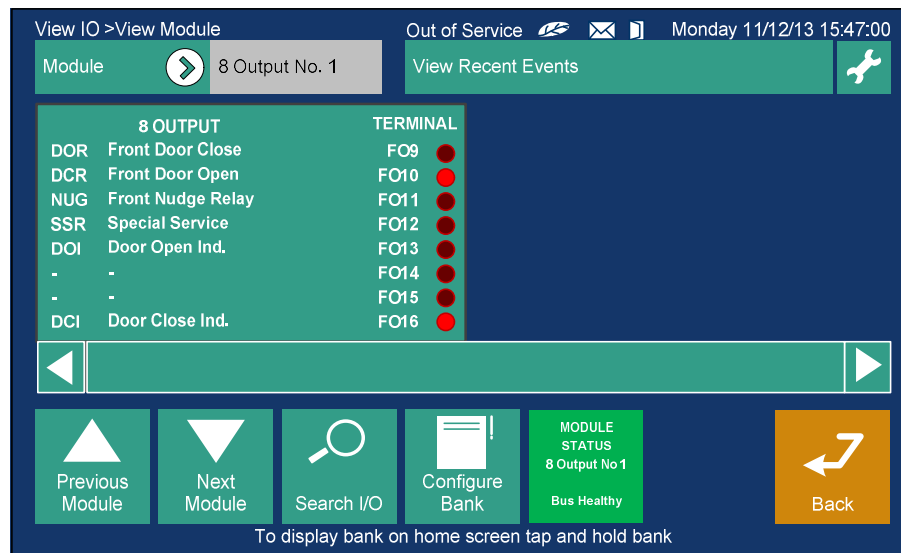 View IO >View Module Out of Service Monday 11/12/13 15:47:00
Module 8 Output No. 1 View Recent Events
8 OUTPUT TERMINAL
DOR Front Door Close FO9
DCR Front Door Open FO10
NUG Front Nudge Relay FO11
SSR Special Service FO12
DOI Door Open Ind. FO13
- - FO14
- - FO15
DCI Door Close Ind. FO16
Previous Module
Next Module
Search I/O
Configure Bank
MODULE
STATUS
8 Output No1
Bus Healthy
Back
To display bank on home screen tap and hold bank